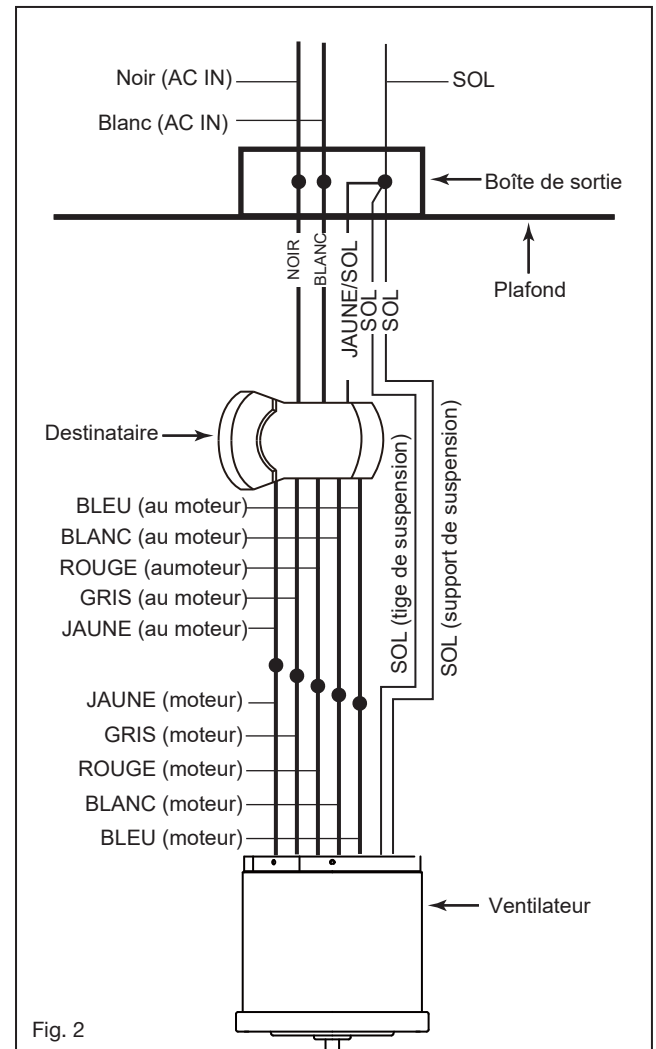 Noir (AC IN)
SOL
Blanc (AC IN)
Boîte de sortie
NOIR
BLANC
JAUNE/SOL
SOL
SOL
Plafond
Destinataire
SOL (tige de suspension)
SOL (support de suspension)
BLEU (au moteur)
BLANC (au moteur)
ROUGE (aumoteur)
GRIS (au moteur)
JAUNE (au moteur)
JAUNE (moteur)
GRIS (moteur)
ROUGE (moteur)
BLANC (moteur)
BLEU (moteur)
Ventilateur
Fig. 2